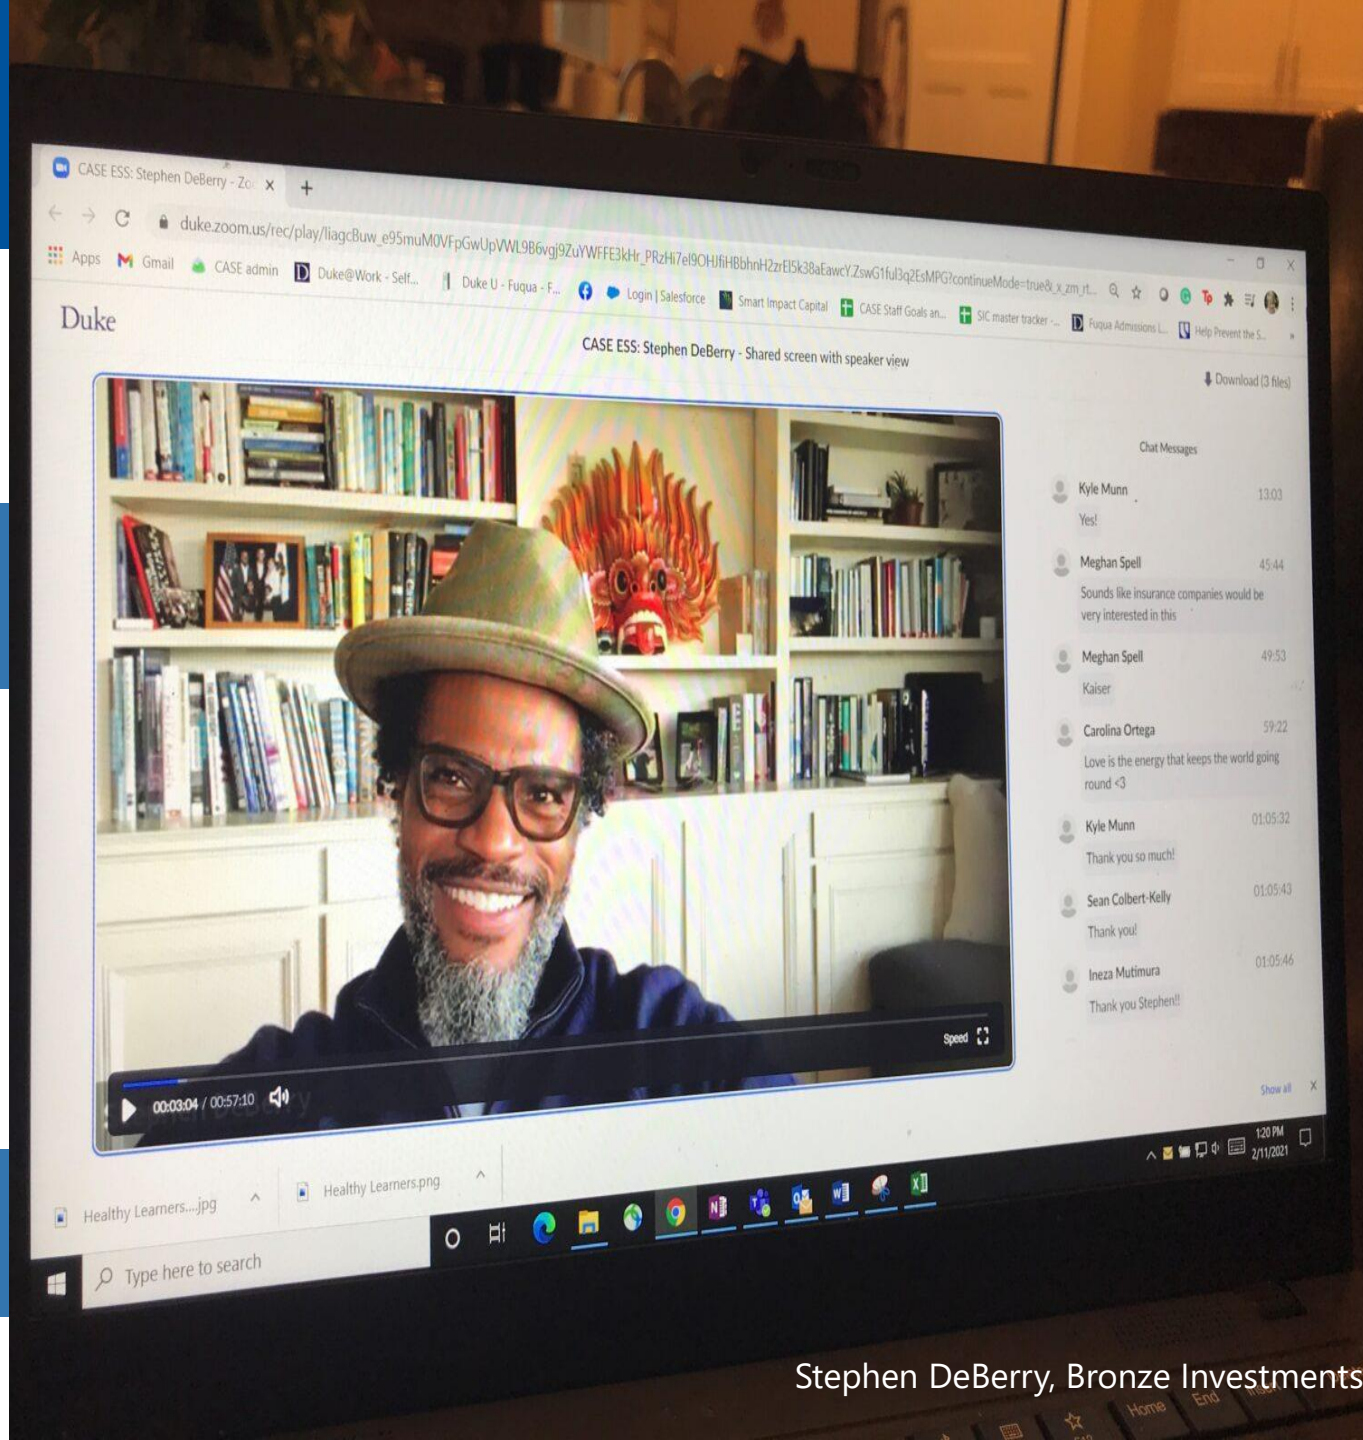 CASE ESS: Stephen DeBerry - Zo
duke.zoom.us/rec/play/
Apps
Gmail
CASE admin
Duke@Work - Self...
Duke U - Fuqua - F...
Login | Salesforce
Smart Impact Capital
CASE Staff Goals an...
SIC master tracker -...
Fuqua Admissions L...
Help Prevent the S...
Duke
CASE ESS: Stephen DeBerry - Shared screen with speaker view
Download (3 files)
Chat Messages
Kyle Munn 13:03
Yes!
Meghan Spell 45:44
Sounds like insurance companies would be
very interested in this
Meghan Spell 49:53
Kaiser
Carolina Ortega 59:22
Love is the energy that keeps the world going
round <3
Kyle Munn 01:05:32
Thank you so much!
Sean Colbert-Kelly 01:05:43
Thank you!
Ineza Mutimura 01:05:46
Thank you Stephen!!
Speed
00:03:04 / 00:57:10
Show all X
Healthy Learners....jpg
Healthy Learners.png
1:20 PM
2/11/2021
Type here to search
Stephen DeBerry, Bronze Investments
Home
End